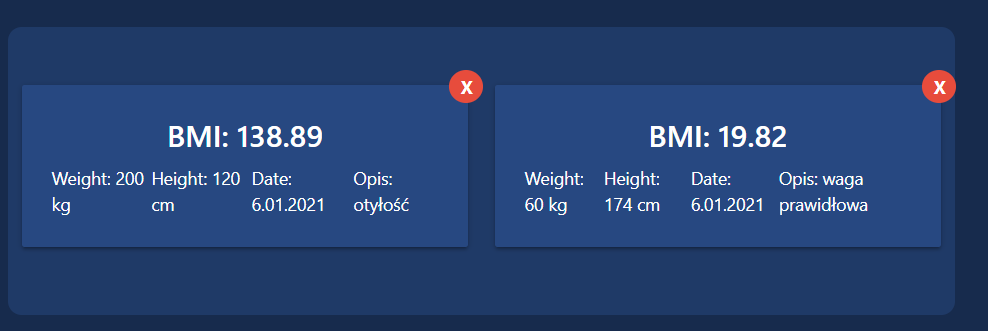 X
BMI: 138.89
Weight: 200 kg
Height: 120 cm
Date: 6.01.2021
Opis: otyłość
X
BMI: 19.82
Weight: 60 kg
Height: 174 cm
Date: 6.01.2021
Opis: waga prawidłowa